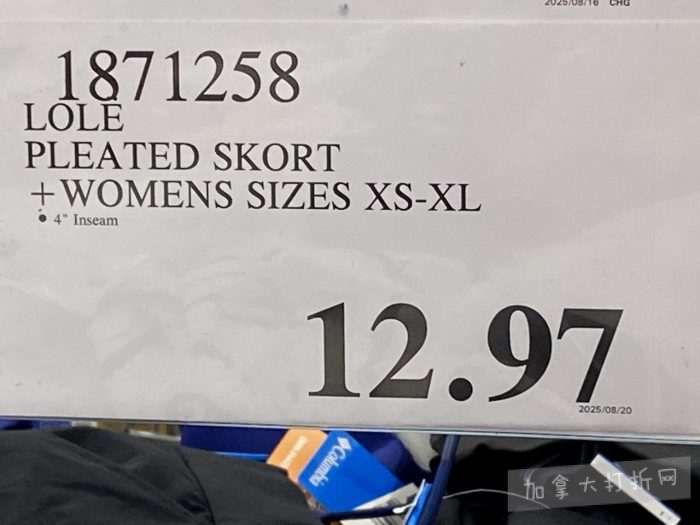 2025/08/16 CHG
1871258
LOLË
PLEATED SKORT
+WOMENS SIZES XS-XL
• 4" Inseam
12.97
2025/08/20
Columbia
加拿大打折网